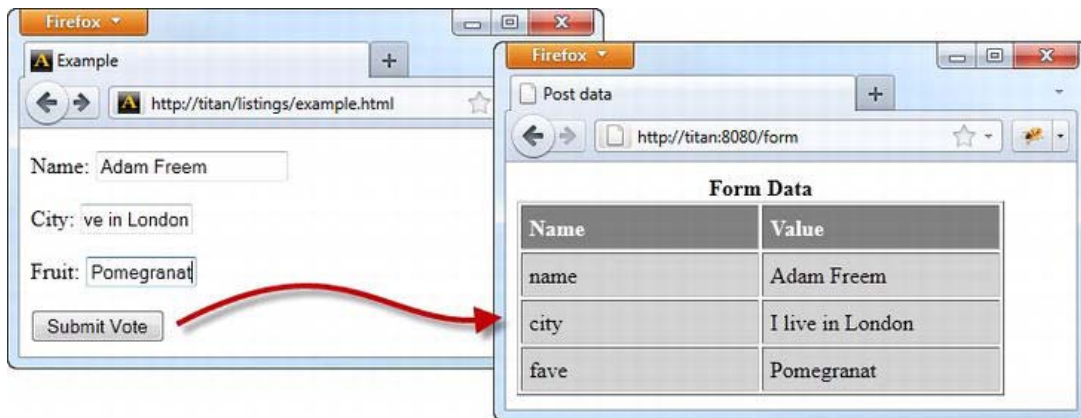 Firefox
Example
http://titan/listings/example.html
Name: Adam Freem
City: ve in London
Fruit: Pomegranat
Submit Vote
Firefox
Post data
http://titan:8080/form
Form Data
Name Value
name Adam Freem
city I live in London
fave Pomegranat